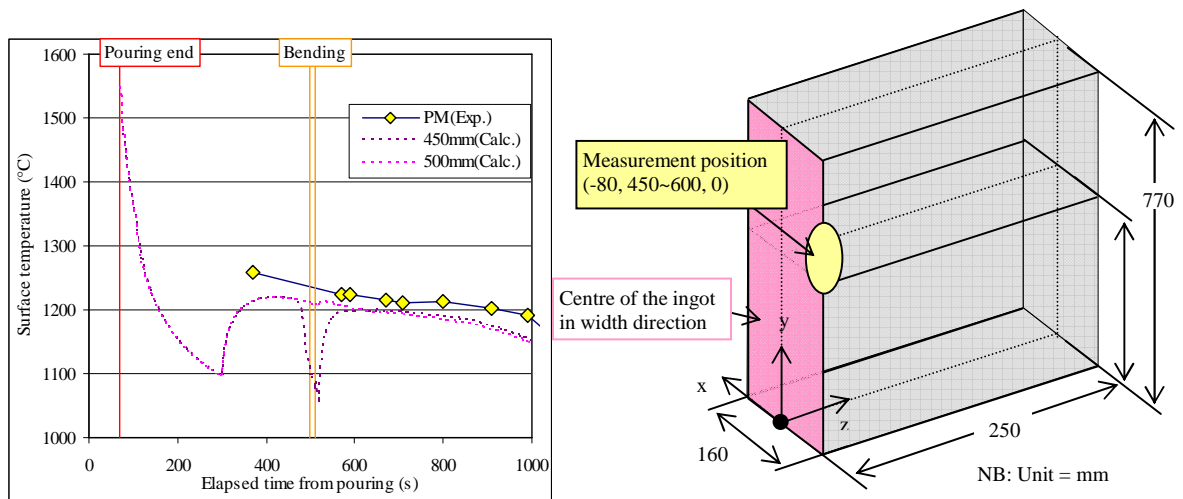 Pouring end
Bending
1600
1500
1400
1300
1200
1100
1000
Surface temperature (°C)
PM(Exp.)
450mm(Calc.)
500mm(Calc.)
0
200
400
600
800
1000
Elapsed time from pouring (s)
Measurement position
(-80, 450~600, 0)
Centre of the ingot
in width direction
y
x
z
160
250
770
NB: Unit = mm